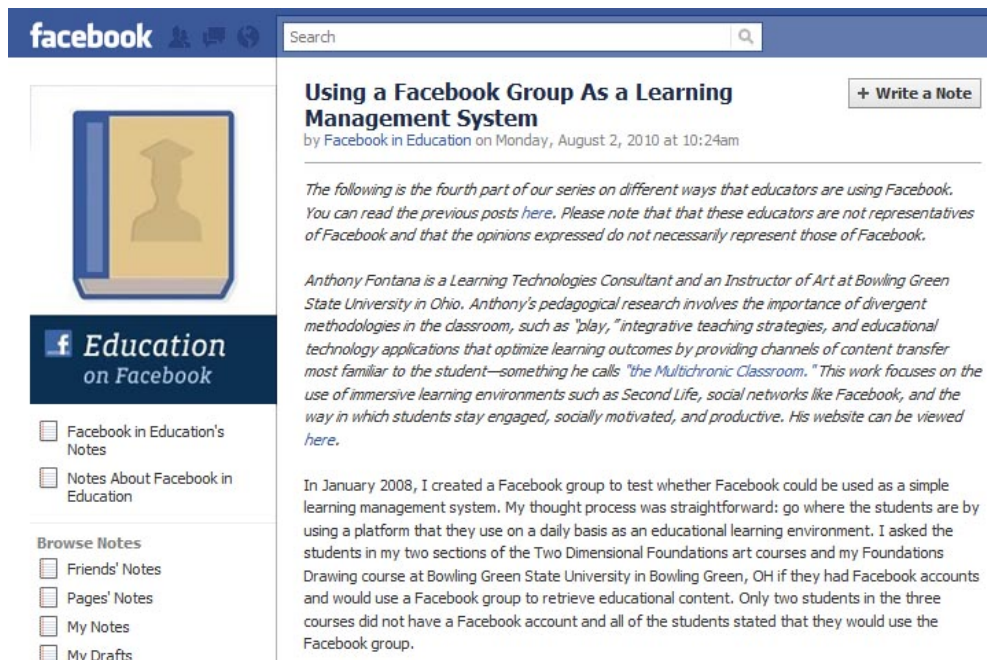 facebook
Search
Using a Facebook Group As a Learning
Management System
+ Write a Note
by Facebook in Education on Monday, August 2, 2010 at 10:24am
The following is the fourth part of our series on different ways that educators are using Facebook.
You can read the previous posts here. Please note that that these educators are not representatives
of Facebook and that the opinions expressed do not necessarily represent those of Facebook.
Anthony Fontana is a Learning Technologies Consultant and an Instructor of Art at Bowling Green
State University in Ohio. Anthony's pedagogical research involves the importance of divergent
methodologies in the classroom, such as "play," integrative teaching strategies, and educational
technology applications that optimize learning outcomes by providing channels of content transfer
most familiar to the student—something he calls "the Multichronic Classroom." This work focuses on the
use of immersive learning environments such as Second Life, social networks like Facebook, and the
way in which students stay engaged, socially motivated, and productive. His website can be viewed
here.
In January 2008, I created a Facebook group to test whether Facebook could be used as a simple
learning management system. My thought process was straightforward: go where the students are by
using a platform that they use on a daily basis as an educational learning environment. I asked the
students in my two sections of the Two Dimensional Foundations art courses and my Foundations
Drawing course at Bowling Green State University in Bowling Green, OH if they had Facebook accounts
and would use a Facebook group to retrieve educational content. Only two students in the three
courses did not have a Facebook account and all of the students stated that they would use the
Facebook group.
f Education
on Facebook
Facebook in Education's
Notes
Notes About Facebook in
Education
Browse Notes
Friends' Notes
Pages' Notes
My Notes
My Drafts